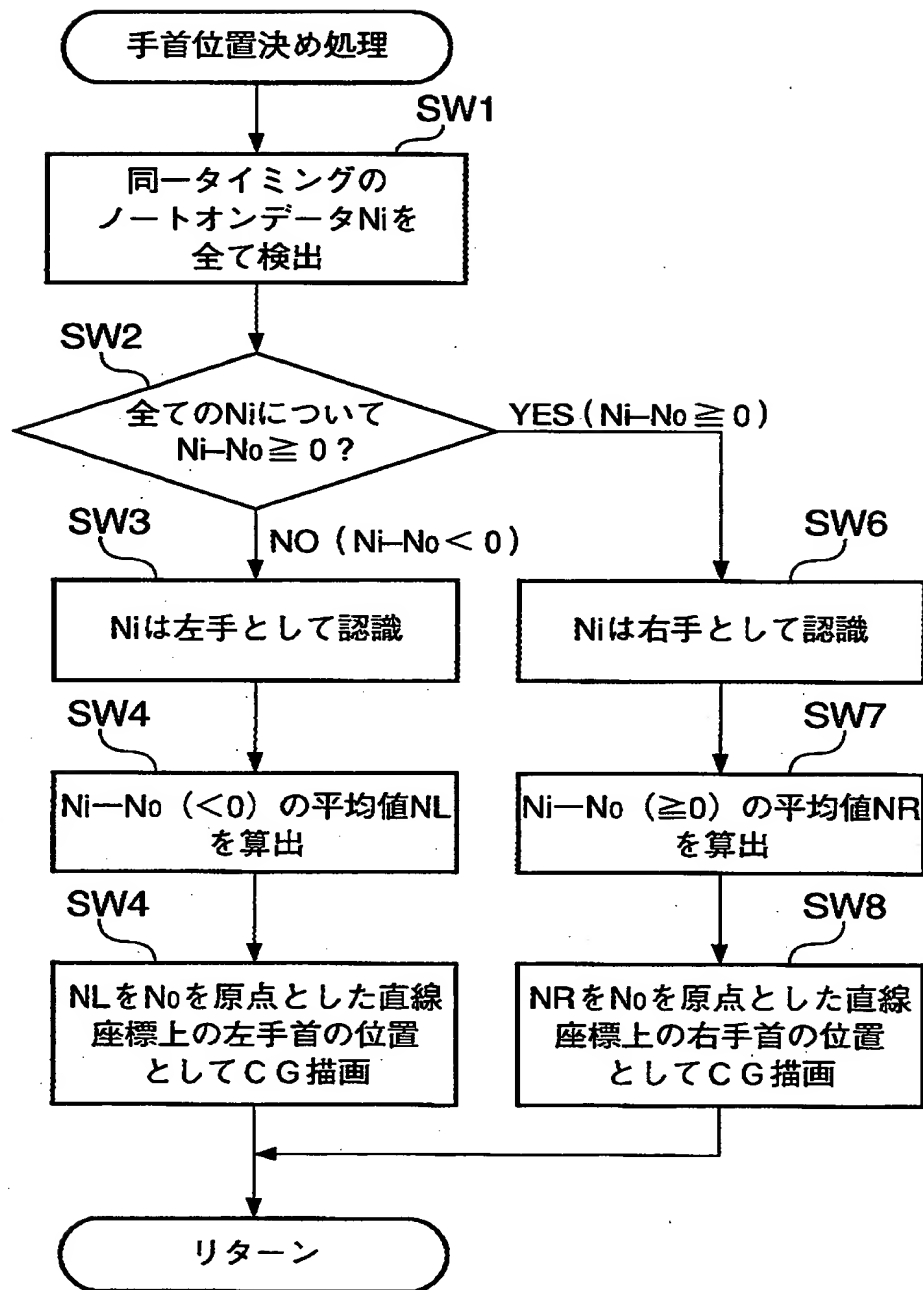 手首位置決め処理
SW1
同一タイミングの
ノートオンデータNiを
全て検出
SW2
全てのNiについて
Ni–No≧0?
YES(Ni–No≧0)
NO(Ni–No<0)
SW3
Niは左手として認識
SW6
Niは右手として認識
SW4
Ni—No(<0)の平均値NL
を算出
SW7
Ni—No(≧0)の平均値NR
を算出
SW4
NLをNoを原点とした直線
座標上の左手首の位置
としてCG描画
SW8
NRをNoを原点とした直線
座標上の右手首の位置
としてCG描画
リターン